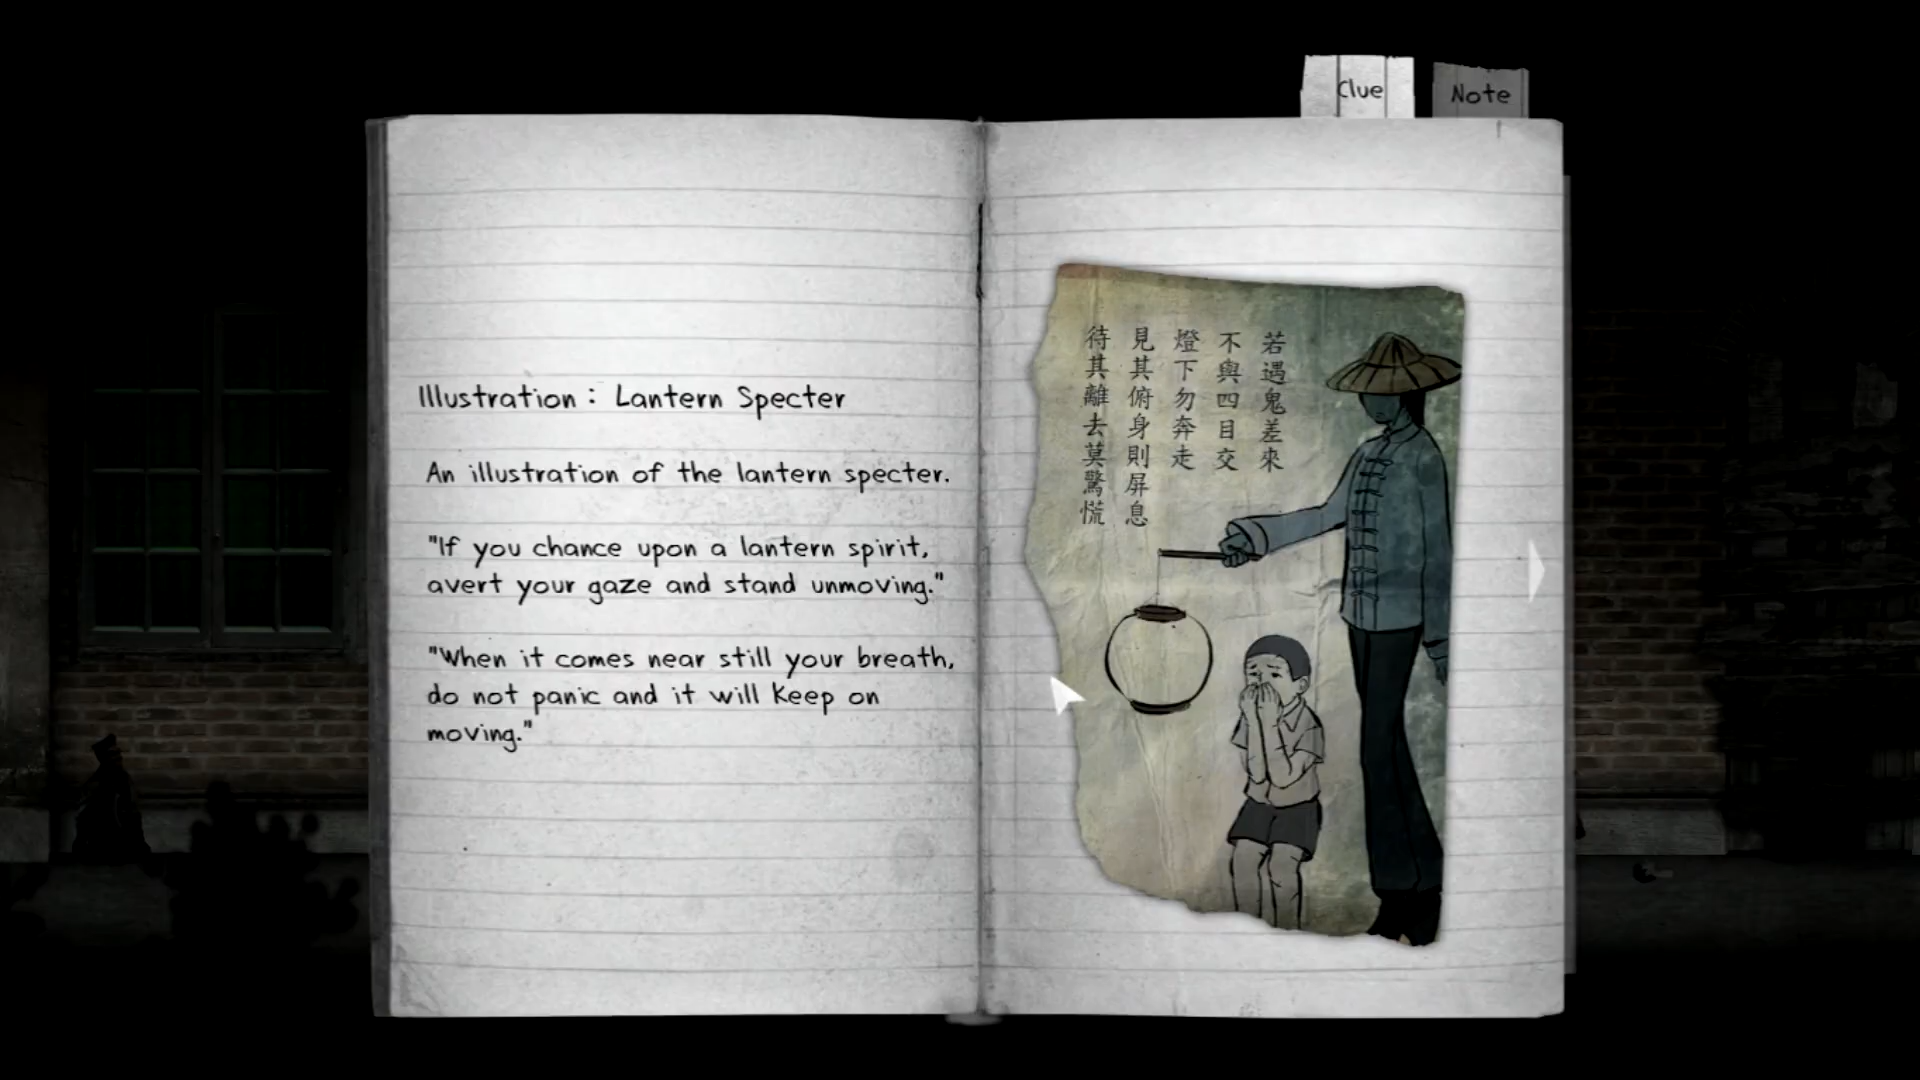 Clue
Note
Illustration : Lantern Specter
An illustration of the lantern specter.
"If you chance upon a lantern spirit,
avert your gaze and stand unmoving."
"When it comes near still your breath,
do not panic and it will keep on
moving."
若遇鬼差來
不與四目交
燈下勿奔走
見其俯身則屏息
待其離去莫驚慌